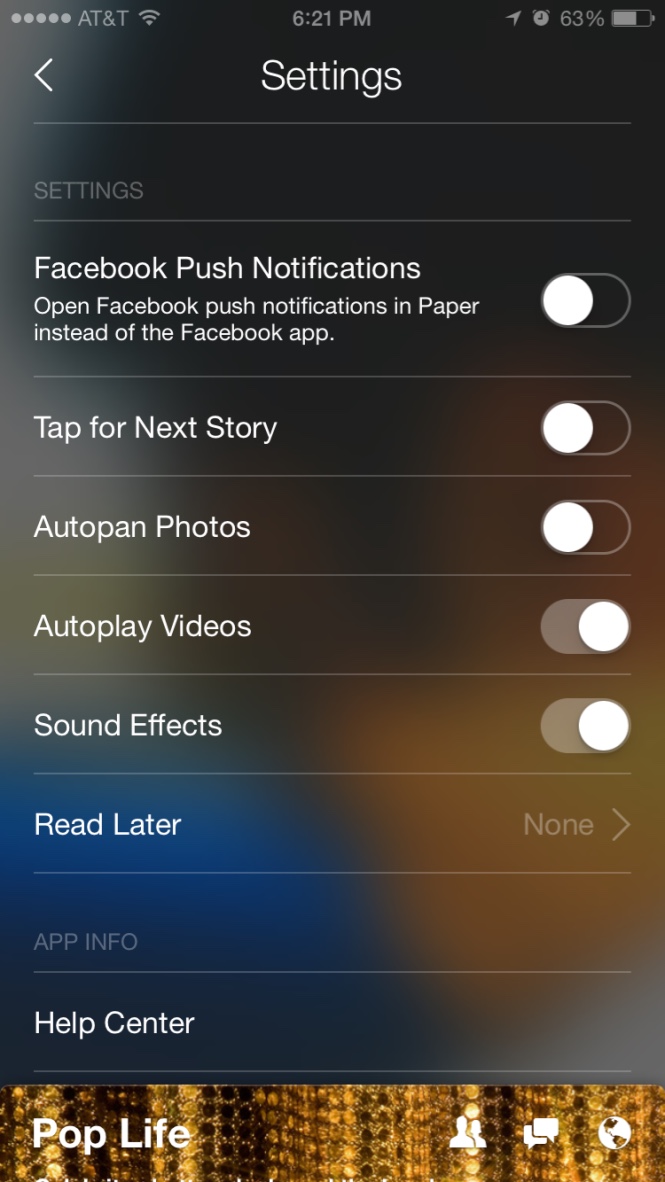 AT&T 6:21 PM 63%
Settings
SETTINGS
Facebook Push Notifications
Open Facebook push notifications in Paper
instead of the Facebook app.
Tap for Next Story
Autopan Photos
Autoplay Videos
Sound Effects
Read Later None
APP INFO
Help Center
Pop Life